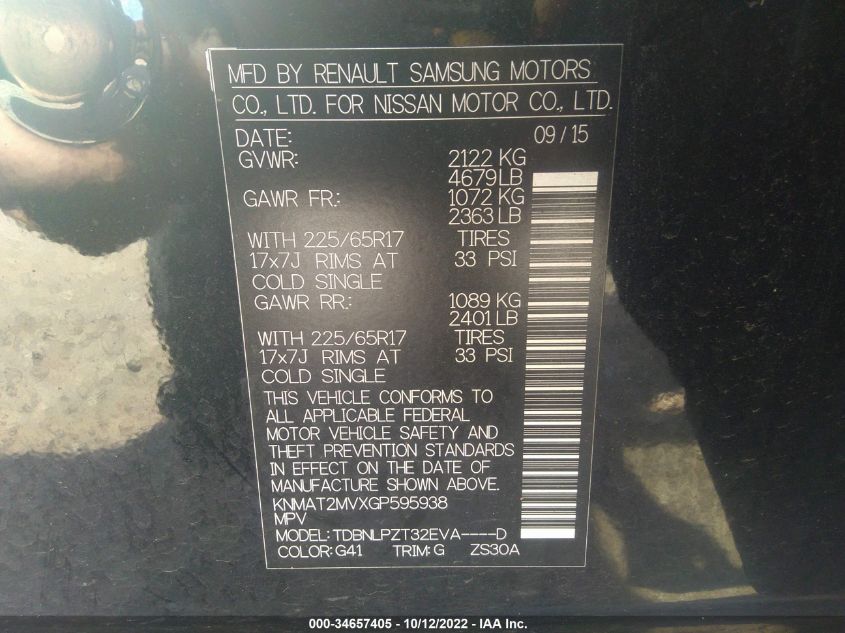 MFD BY RENAULT SAMSUNG MOTORS
CO., LTD. FOR NISSAN MOTOR CO., LTD.
DATE: 09/15
GVWR: 2122 KG
4679 LB
GAWR FR: 1072 KG
2363 LB
WITH 225/65R17 TIRES
17x7J RIMS AT 33 PSI
COLD SINGLE
GAWR RR: 1089 KG
2401 LB
WITH 225/65R17 TIRES
17x7J RIMS AT 33 PSI
COLD SINGLE
THIS VEHICLE CONFORMS TO
ALL APPLICABLE FEDERAL
MOTOR VEHICLE SAFETY AND
THEFT PREVENTION STANDARDS
IN EFFECT ON THE DATE OF
MANUFACTURE SHOWN ABOVE.
KNMAT2MVXGP595938
MPV
MODEL: TDBNLPZT32EVA----D
COLOR: G41 TRIM: G ZS30A
000-34657405 - 10/12/2022 - IAA Inc.